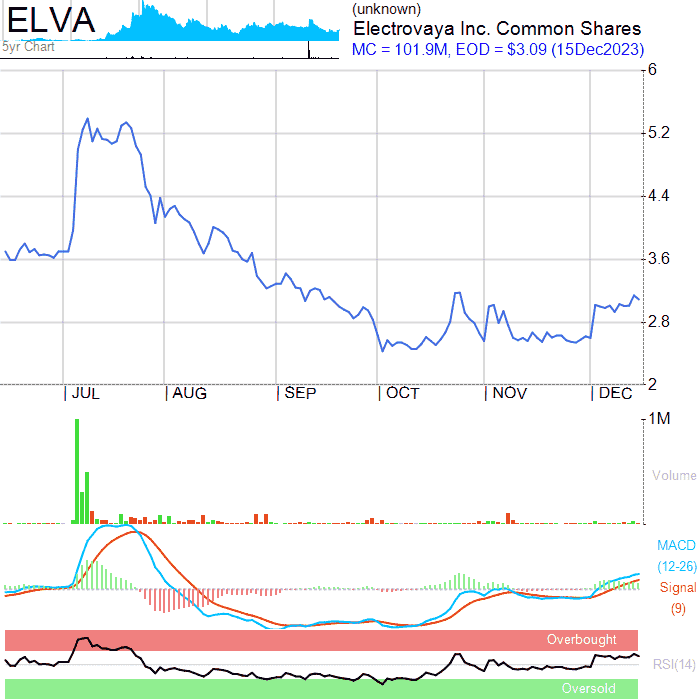 ELVA
(unknown)
Electrovaya Inc. Common Shares
5yr Chart
MC = 101.9M, EOD = $3.09 (15Dec2023)
6
5.2
4.4
3.6
2.8
2
JUL AUG SEP OCT NOV DEC
1M
Volume
MACD
(12-26)
Signal
(9)
Overbought
RSI(14)
Oversold